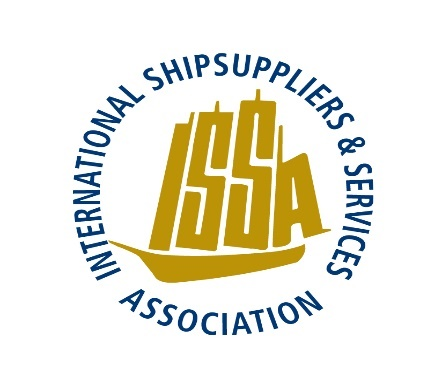 INTERNATIONAL SHIPSUPPLIERS & SERVICES
ASSOCIATION
ISSA